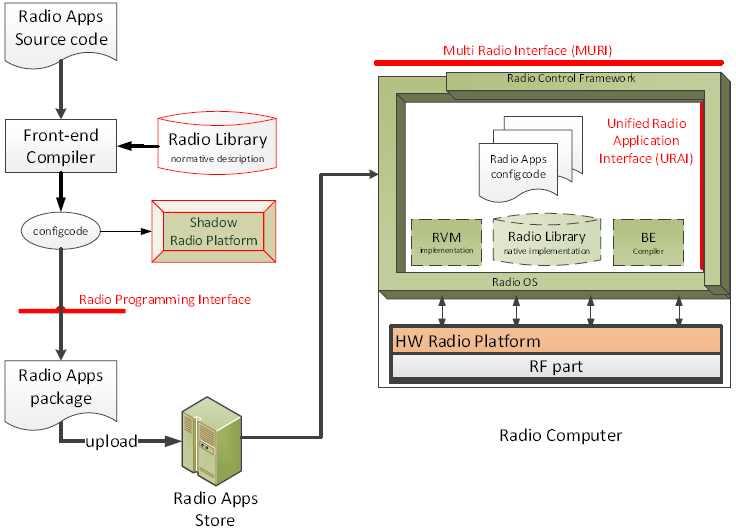 Radio Apps
Source code
Front-end
Compiler
Radio Library
normative description
configcode
Shadow
Radio Platform
Radio Programming Interface
Radio Apps
package
upload
Radio Apps
Store
Multi Radio Interface (MURI)
Radio Control Framework
Unified Radio
Application
Interface (URAI)
Radio Apps
configcode
RVM
implementation
Radio Library
native implementation
BE
Compiler
Radio OS
HW Radio Platform
RF part
Radio Computer